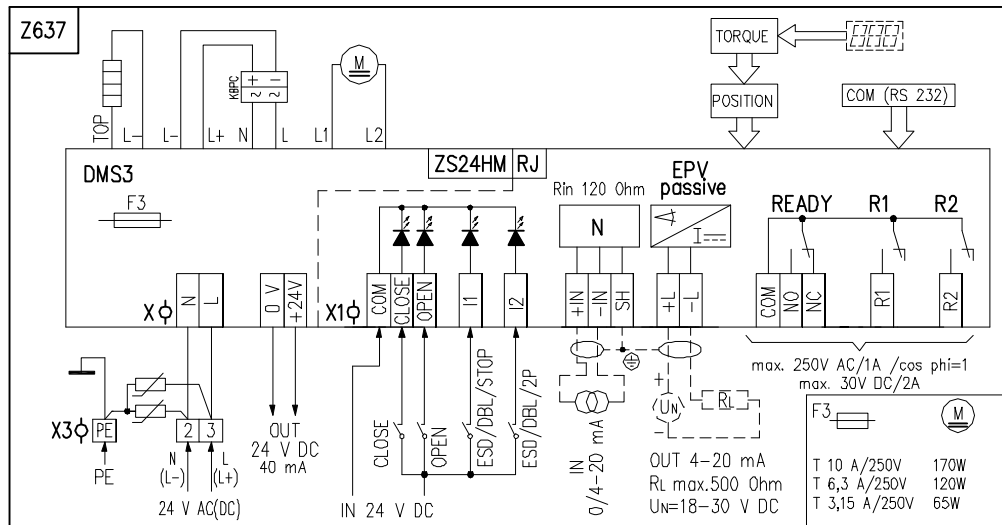 Z637
TORQUE
POSITION
COM (RS 232)
KBPC
+ −
~ ~
M
TOP L- L- L+ N L L1 L2
DMS3
F3
ZS24HM RJ
Rin 120 Ohm
N
EPV
passive
READY R1 R2
X N L
0 V +24V
X1 COM CLOSE OPEN I1 I2
+IN -IN SH
+L -L
COM NO NC R1 R2
max. 250V AC/1A /cos phi=1
max. 30V DC/2A
X3 PE 2 3
PE
N
(L-)
L
(L+)
24 V AC(DC)
OUT
24 V DC
40 mA
CLOSE
OPEN
ESD/DBL/STOP
ESD/DBL/2P
IN 24 V DC
IN
0/4-20 mA
+
UN
−
RL
OUT 4-20 mA
RL max.500 Ohm
UN=18-30 V DC
F3 M
T 10 A/250V 170W
T 6,3 A/250V 120W
T 3,15 A/250V 65W